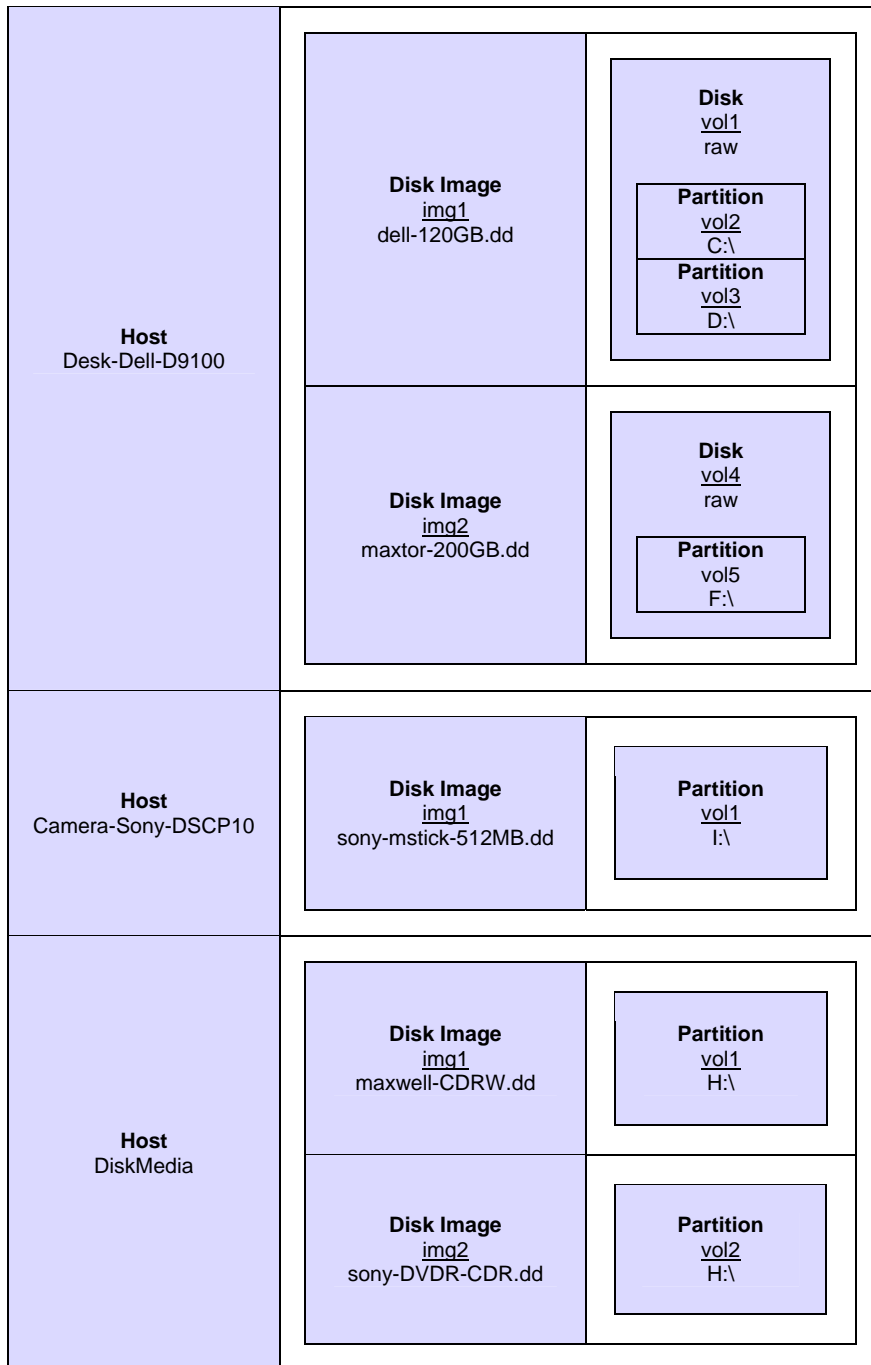 Host
Desk-Dell-D9100
Disk Image
img1
dell-120GB.dd
Disk
vol1
raw
Partition
vol2
C:\
Partition
vol3
D:\
Disk Image
img2
maxtor-200GB.dd
Disk
vol4
raw
Partition
vol5
F:\
Host
Camera-Sony-DSCP10
Disk Image
img1
sony-mstick-512MB.dd
Partition
vol1
I:\
Host
DiskMedia
Disk Image
img1
maxwell-CDRW.dd
Partition
vol1
H:\
Disk Image
img2
sony-DVDR-CDR.dd
Partition
vol2
H:\